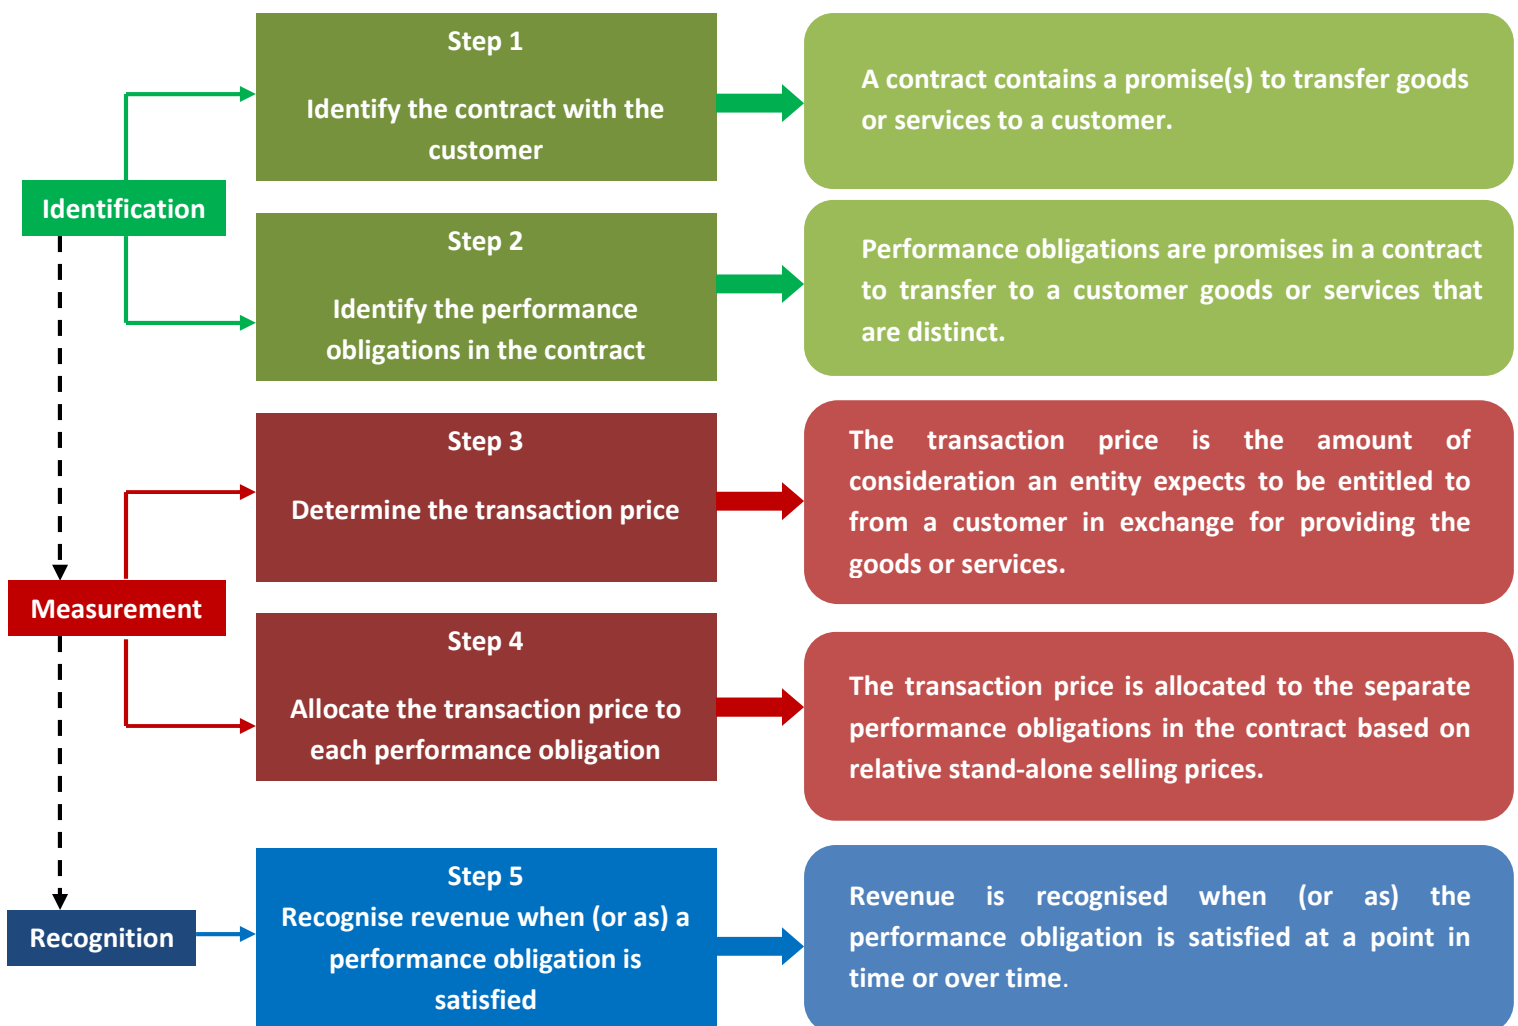 Step 1
Identify the contract with the
customer
A contract contains a promise(s) to transfer goods
or services to a customer.
Identification
Step 2
Identify the performance
obligations in the contract
Performance obligations are promises in a contract
to transfer to a customer goods or services that
are distinct.
Step 3
Determine the transaction price
The transaction price is the amount of
consideration an entity expects to be entitled to
from a customer in exchange for providing the
goods or services.
Measurement
Step 4
Allocate the transaction price to
each performance obligation
The transaction price is allocated to the separate
performance obligations in the contract based on
relative stand-alone selling prices.
Recognition
Step 5
Recognise revenue when (or as) a
performance obligation is
satisfied
Revenue is recognised when (or as) the
performance obligation is satisfied at a point in
time or over time.